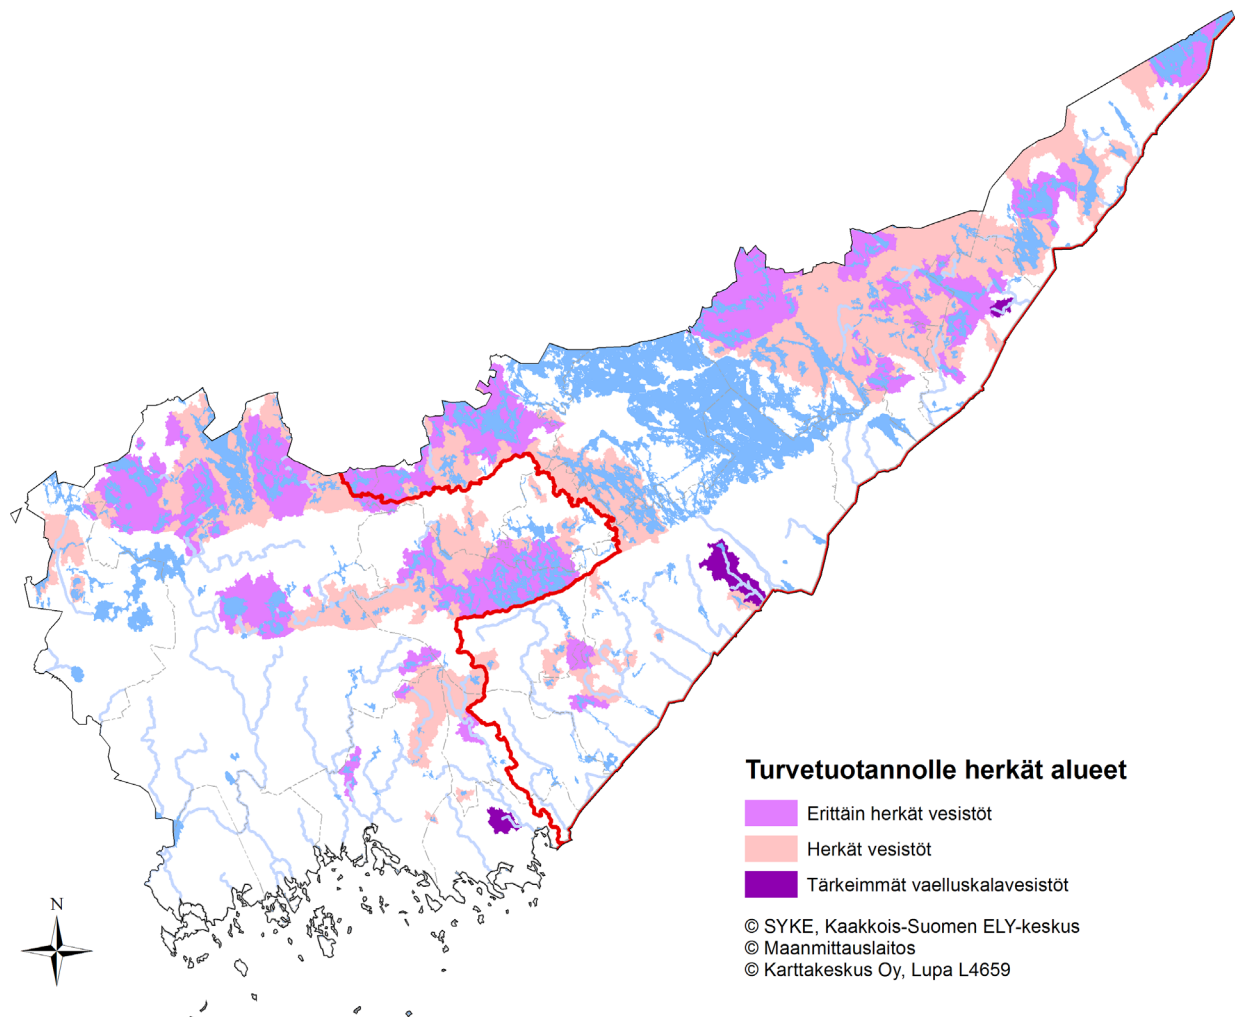 Turvetuotannolle herkät alueet
Erittäin herkät vesistöt
Herkät vesistöt
Tärkeimmät vaelluskalavesistöt
© SYKE, Kaakkois-Suomen ELY-keskus
© Maanmittauslaitos
© Karttakeskus Oy, Lupa L4659
N